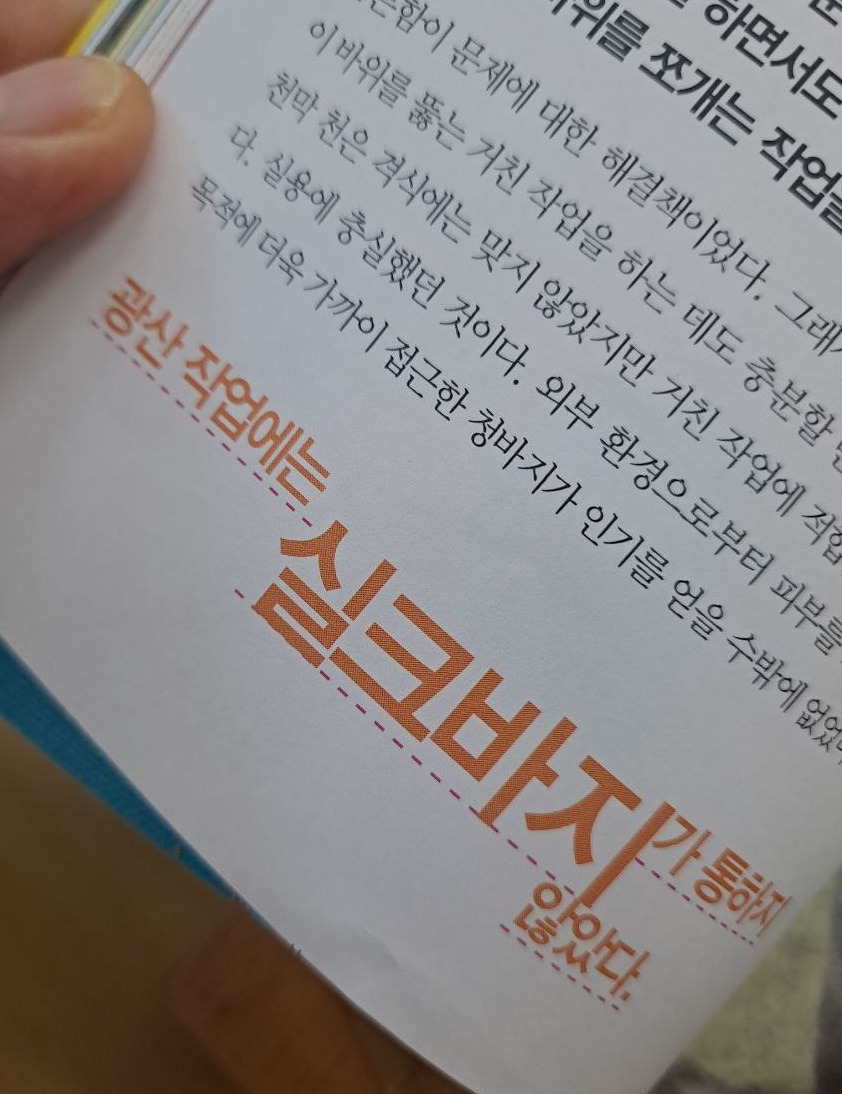 하면서도
바위를 쪼개는 작업을
문제에 대한 해결책이었다. 그래서
이 바위를 뚫는 거친 작업을 하는 데도 충분할
천막 천은 격식에는 맞지 않았지만 거친 작업에 적합
다. 실용에 충실했던 것이다. 외부 환경으로부터 피부를
목적에 더욱 가까이 접근한 청바지가 인기를 얻을 수밖에 없었
광산 작업에는
실크바지가 통하지
않았다.